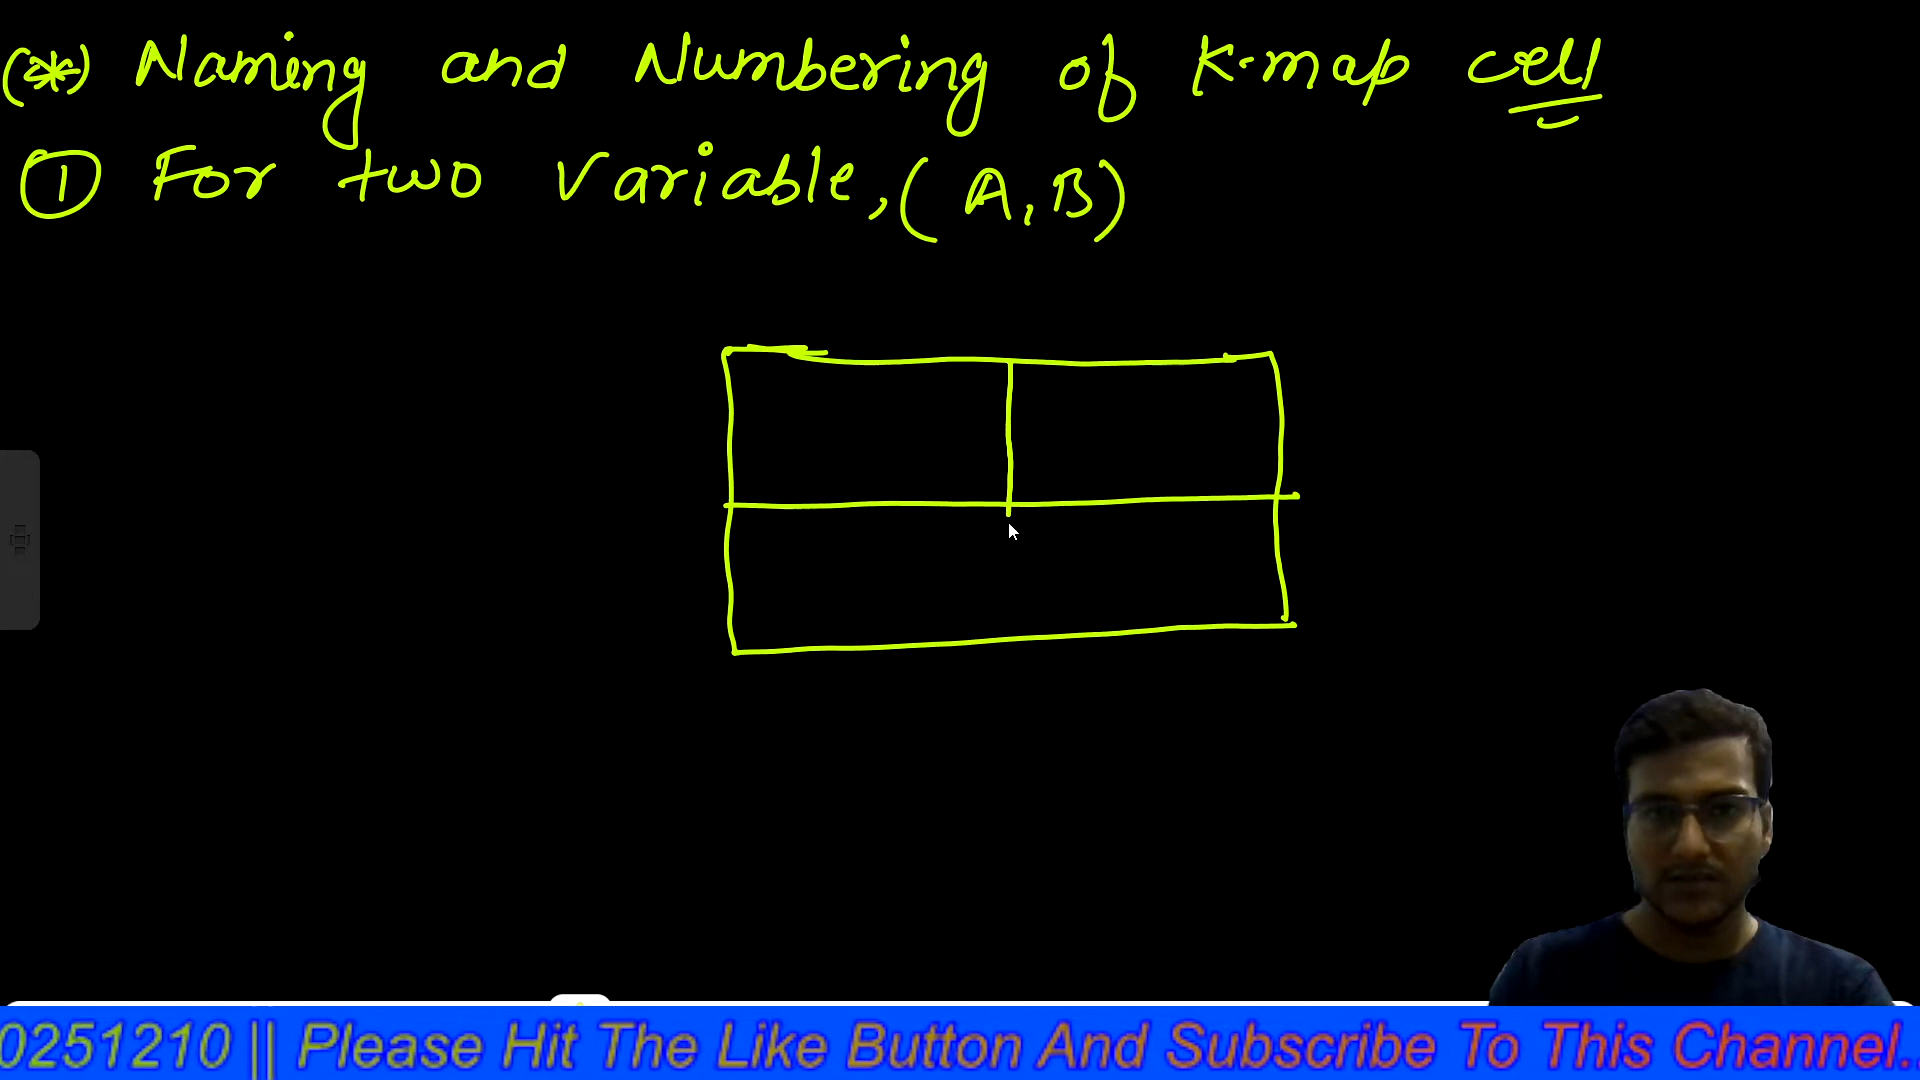 (*) Naming and Numbering of K-map cell
① For two Variable, (A, B)
0251210 || Please Hit The Like Button And Subscribe To This Channel..